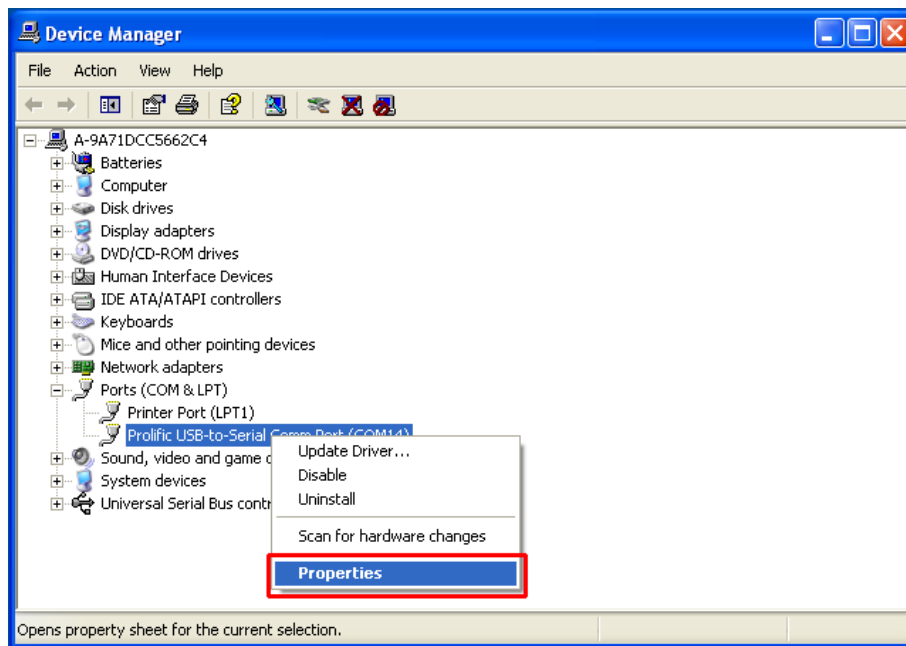 Device Manager
File Action View Help
A-9A71DCC5662C4
Batteries
Computer
Disk drives
Display adapters
DVD/CD-ROM drives
Human Interface Devices
IDE ATA/ATAPI controllers
Keyboards
Mice and other pointing devices
Network adapters
Ports (COM & LPT)
Printer Port (LPT1)
Prolific USB-to-Serial Comm Port (COM14)
Sound, video and game c
System devices
Universal Serial Bus contr
Update Driver...
Disable
Uninstall
Scan for hardware changes
Properties
Opens property sheet for the current selection.